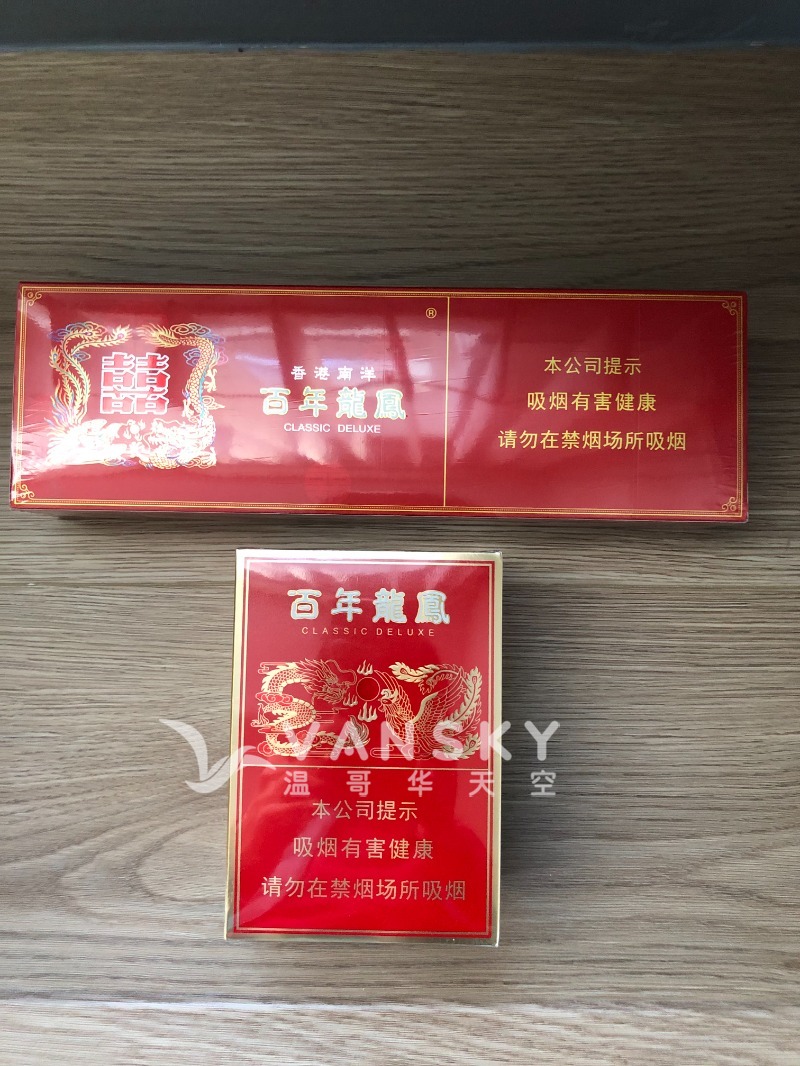 ®
囍
香港南洋
百年龍鳳
CLASSIC DELUXE
本公司提示
吸烟有害健康
请勿在禁烟场所吸烟
百年龍鳳
CLASSIC DELUXE
VANSKY
温哥华天空
本公司提示
吸烟有害健康
请勿在禁烟场所吸烟